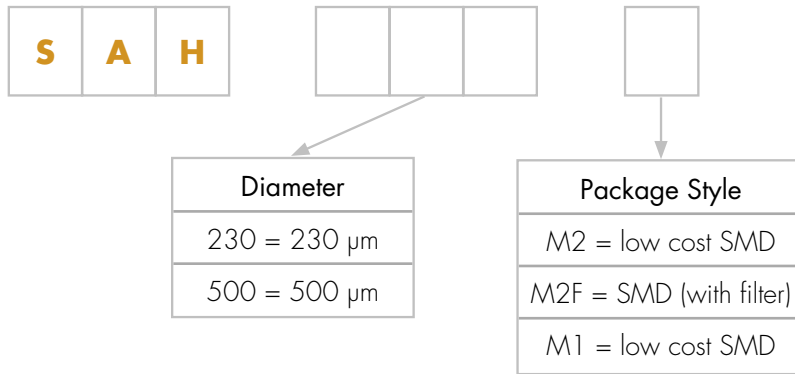 S A H
Diameter
230 = 230 µm
500 = 500 µm
Package Style
M2 = low cost SMD
M2F = SMD (with filter)
M1 = low cost SMD